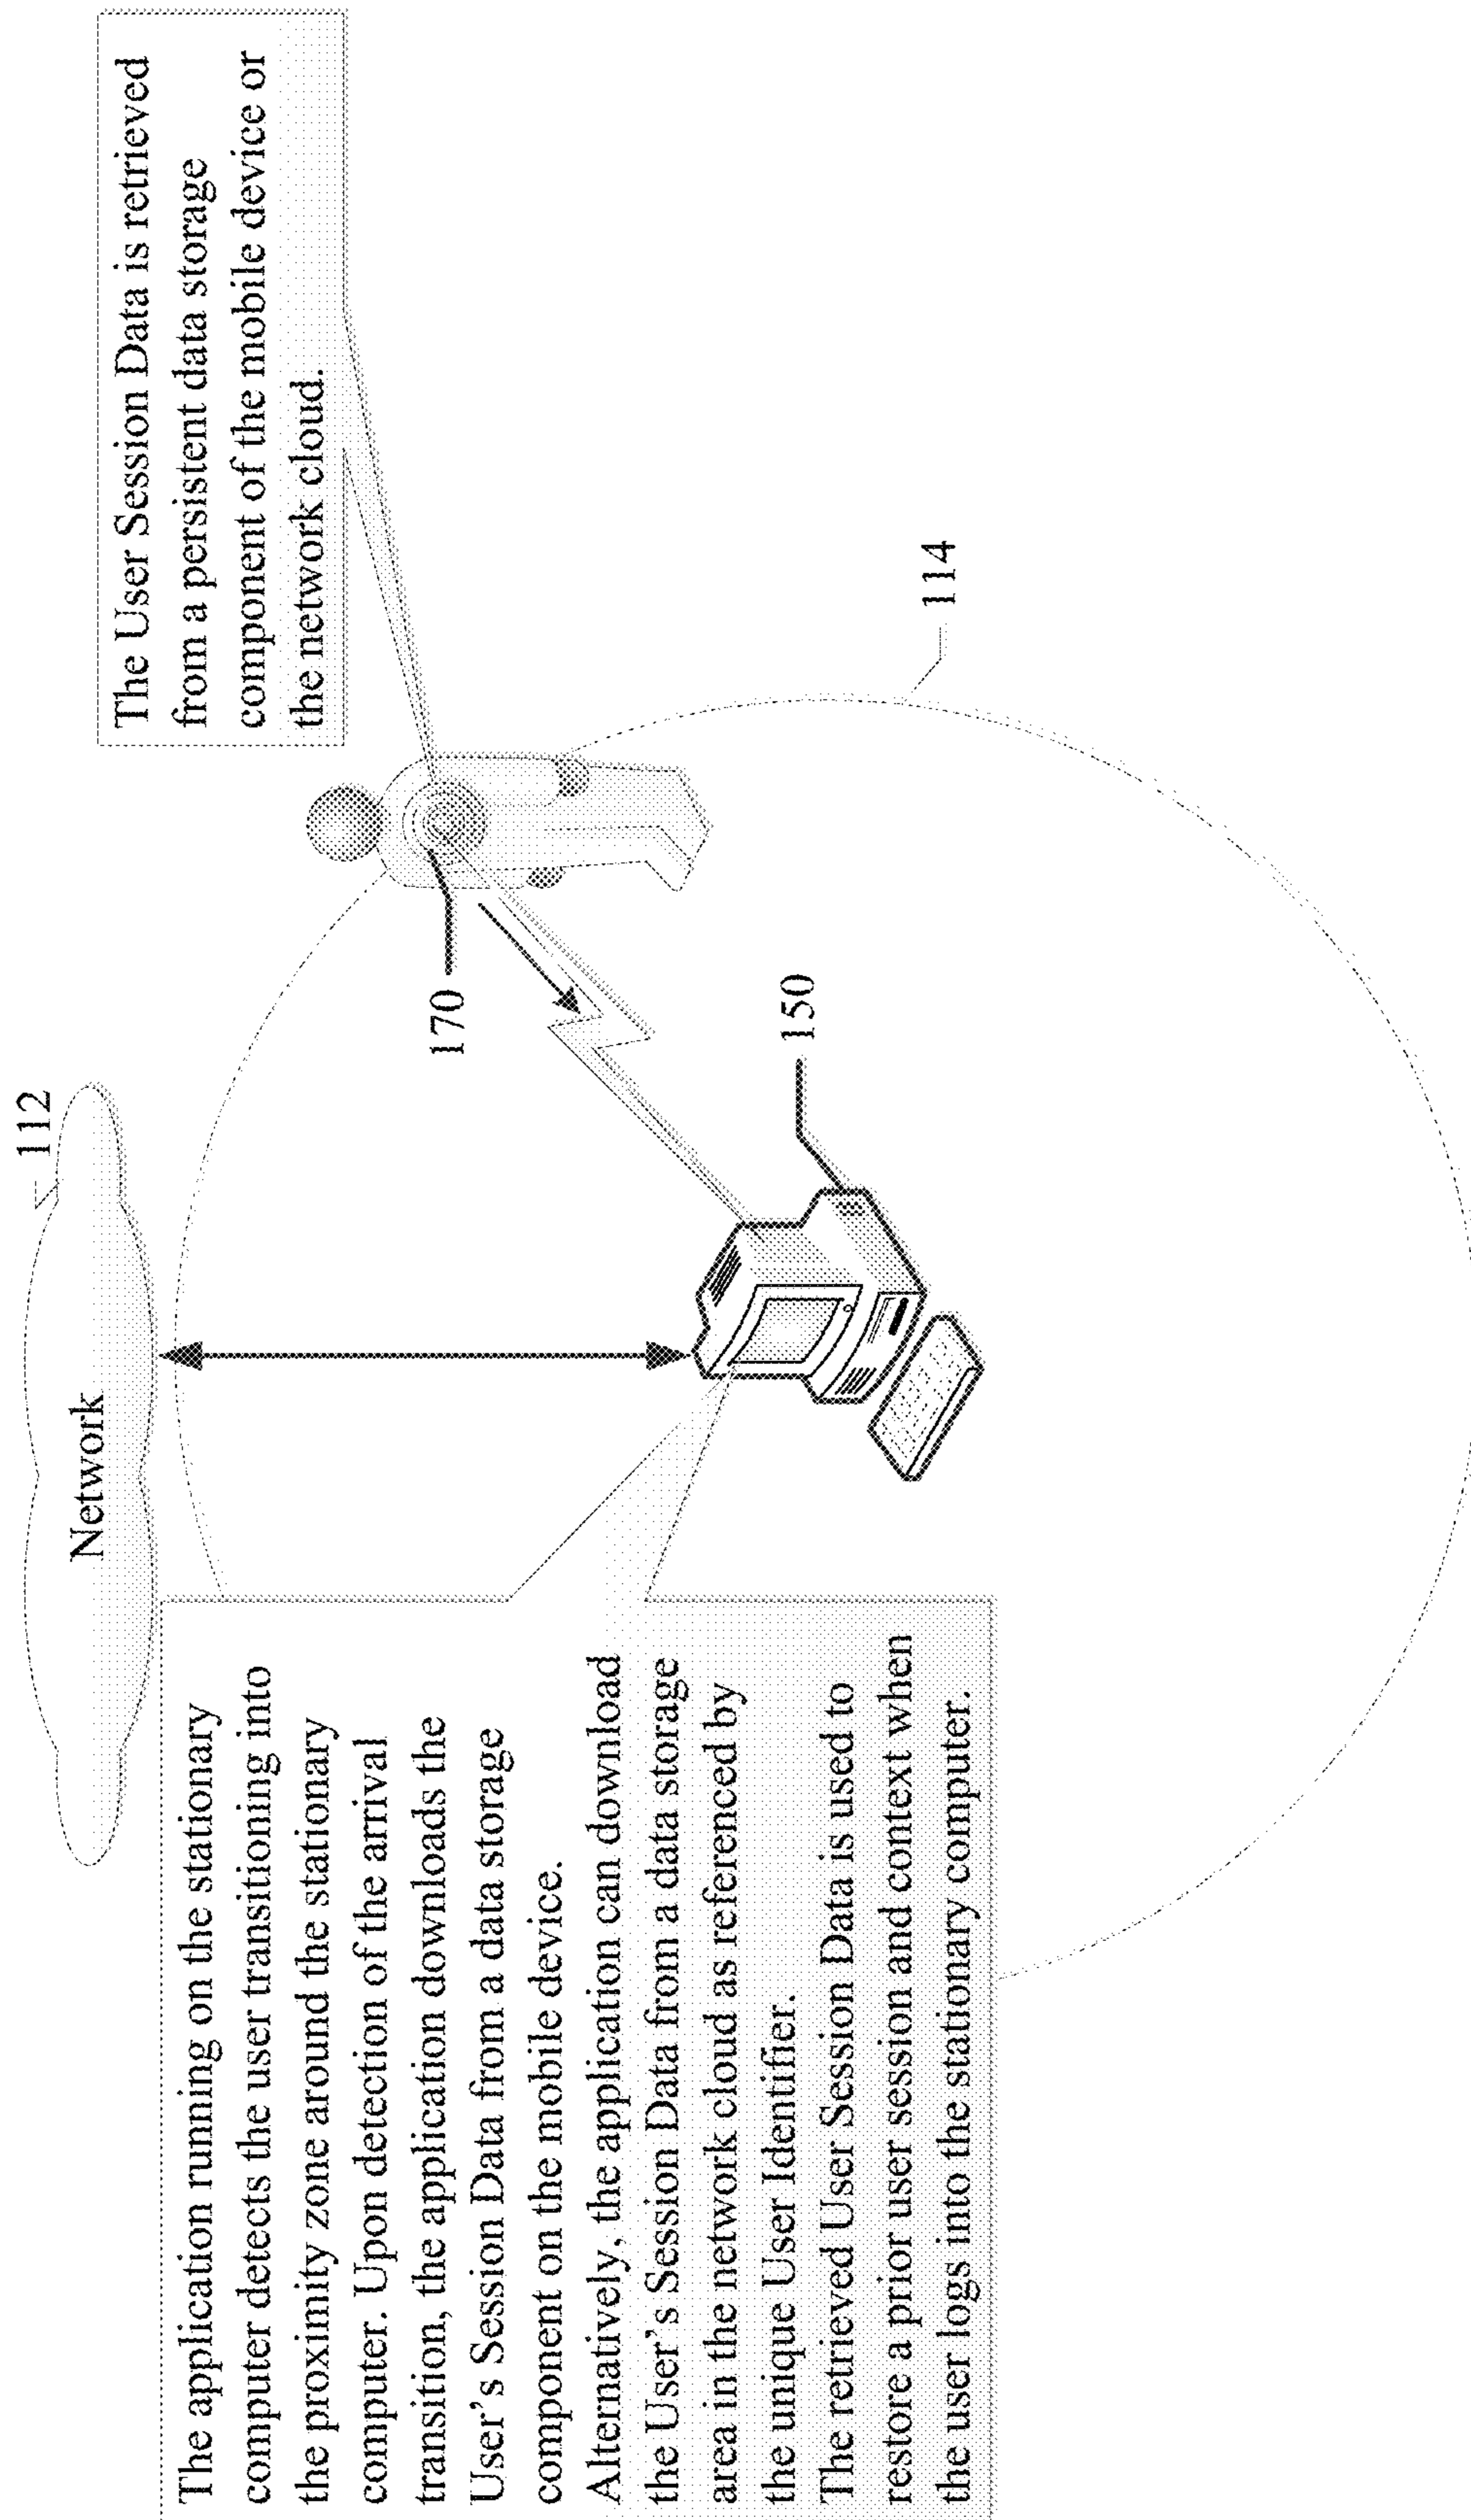 112
Network
The User Session Data is retrieved
from a persistent data storage
component of the mobile device or
the network cloud.
The application running on the stationary
computer detects the user transitioning into
the proximity zone around the stationary
computer. Upon detection of the arrival
transition, the application downloads the
User's Session Data from a data storage
component on the mobile device.
Alternatively, the application can download
the User's Session Data from a data storage
area in the network cloud as referenced by
the unique User Identifier.
The retrieved User Session Data is used to
restore a prior user session and context when
the user logs into the stationary computer.
170
150
114